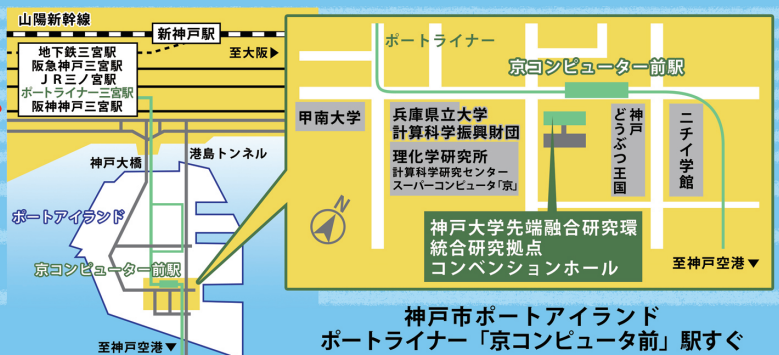 山陽新幹線
新神戸駅
至大阪▶
地下鉄三宮駅
阪急神戸三宮駅
ＪＲ三ノ宮駅
ポートライナー三宮駅
阪神神戸三宮駅
神戸大橋
港島トンネル
ポートアイランド
京コンピューター前駅
至神戸空港▼
ポートライナー
京コンピューター前駅
甲南大学
兵庫県立大学
計算科学振興財団
理化学研究所
計算科学研究センター
スーパーコンピュータ「京」
神戸
どうぶつ王国
ニチイ学館
N
神戸大学先端融合研究環
統合研究拠点
コンベンションホール
至神戸空港▼
神戸市ポートアイランド
ポートライナー「京コンピュータ前」駅すぐ